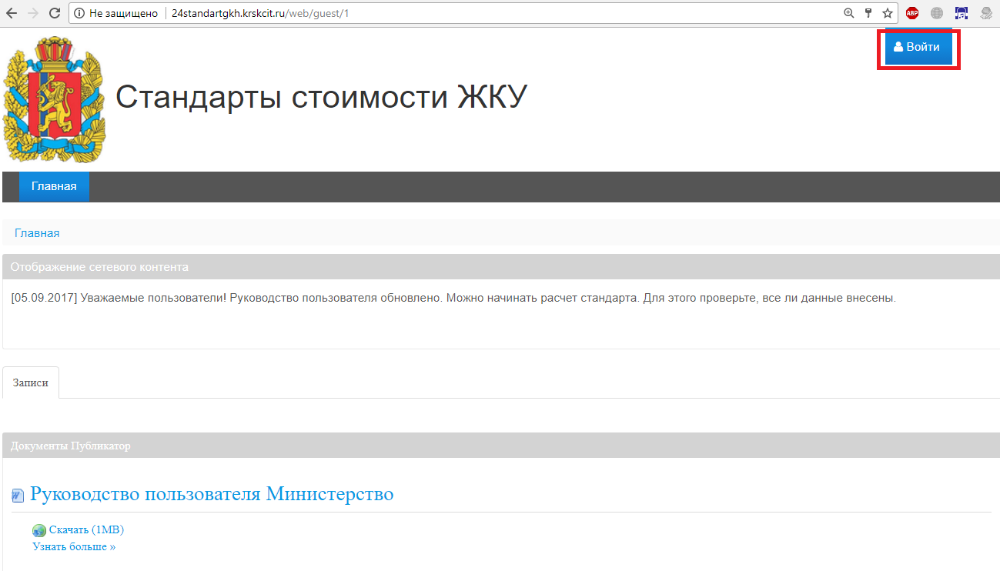 Не защищено 24standartgkh.krskcit.ru/web/guest/1
ABP
Войти
Стандарты стоимости ЖКУ
Главная
Главная
Отображение сетевого контента
[05.09.2017] Уважаемые пользователи! Руководство пользователя обновлено. Можно начинать расчет стандарта. Для этого проверьте, все ли данные внесены.
Записи
Документы Публикатор
Руководство пользователя Министерство
Скачать (1MB)
Узнать больше »